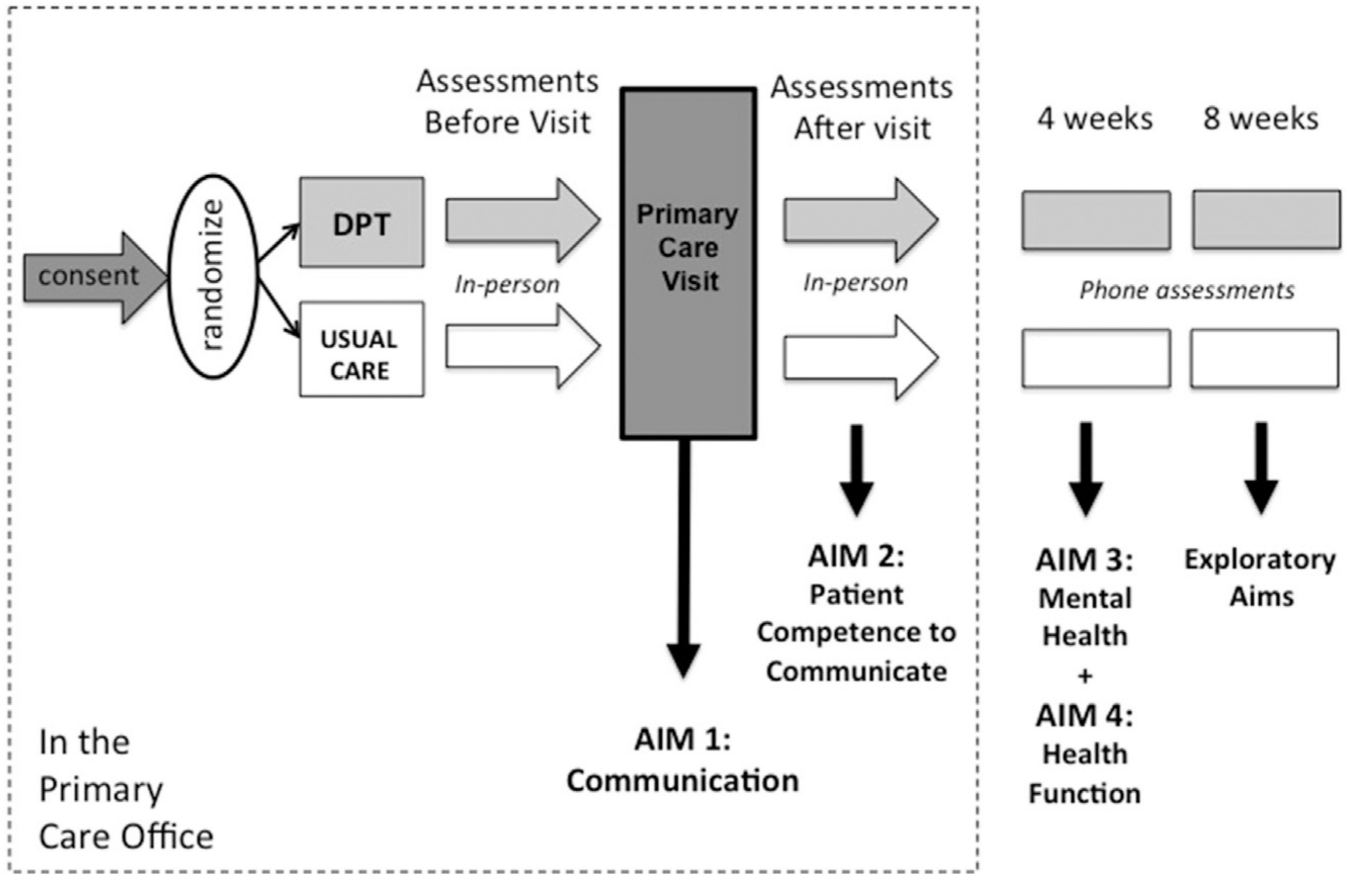 Assessments
Before Visit
Assessments
After visit
4 weeks
8 weeks
consent
randomize
DPT
USUAL
CARE
In-person
Primary
Care
Visit
In-person
Phone assessments
AIM 1:
Communication
AIM 2:
Patient
Competence to
Communicate
AIM 3:
Mental
Health
+
AIM 4:
Health
Function
Exploratory
Aims
In the
Primary
Care Office